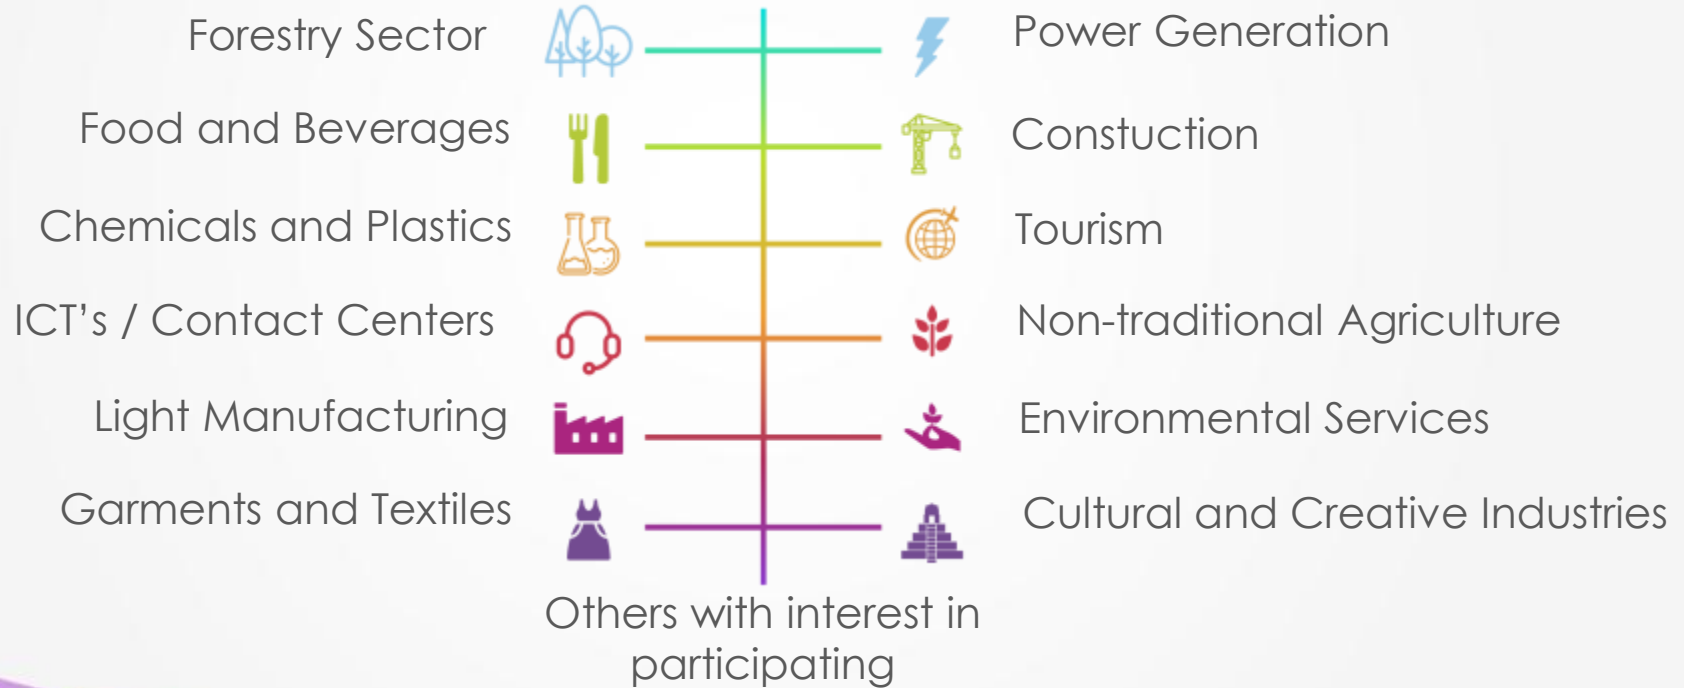 Forestry Sector
Power Generation
Food and Beverages
Constuction
Chemicals and Plastics
Tourism
ICT's / Contact Centers
Non-traditional Agriculture
Light Manufacturing
Environmental Services
Garments and Textiles
Cultural and Creative Industries
Others with interest in
participating